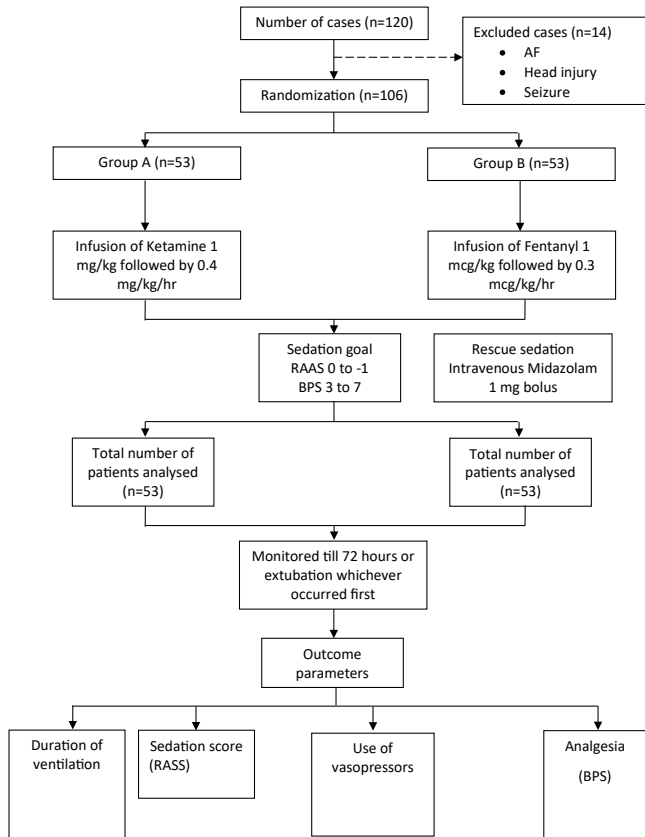 Number of cases (n=120)
Excluded cases (n=14)
• AF
• Head injury
• Seizure
Randomization (n=106)
Group A (n=53)
Group B (n=53)
Infusion of Ketamine 1
mg/kg followed by 0.4
mg/kg/hr
Infusion of Fentanyl 1
mcg/kg followed by 0.3
mcg/kg/hr
Sedation goal
RAAS 0 to -1
BPS 3 to 7
Rescue sedation
Intravenous Midazolam
1 mg bolus
Total number of
patients analysed
(n=53)
Total number of
patients analysed
(n=53)
Monitored till 72 hours or
extubation whichever
occurred first
Outcome
parameters
Duration of
ventilation
Sedation score
(RASS)
Use of
vasopressors
Analgesia
(BPS)